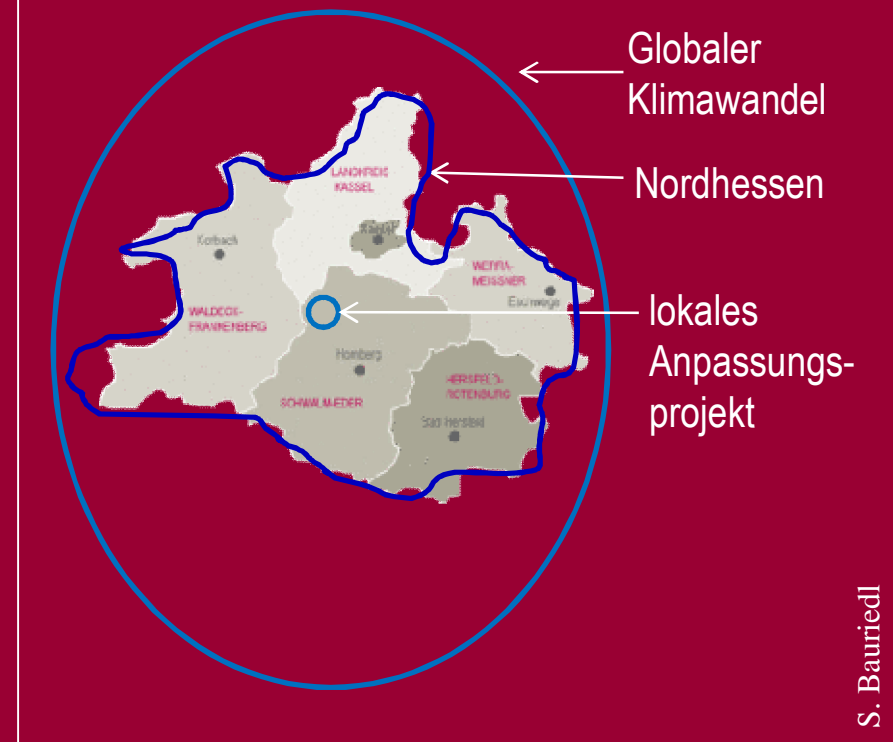 Globaler
Klimawandel
Nordhessen
lokales
Anpassungs-
projekt
LANDKREIS
KASSEL
Kassel
Korbach
WERRA-
MEISSNER
Eschwege
WALDECK-
FRANKENBERG
Homberg
HERSFELD-
ROTENBURG
SCHWALM-EDER
Bad Hersfeld
S. Bauriedl